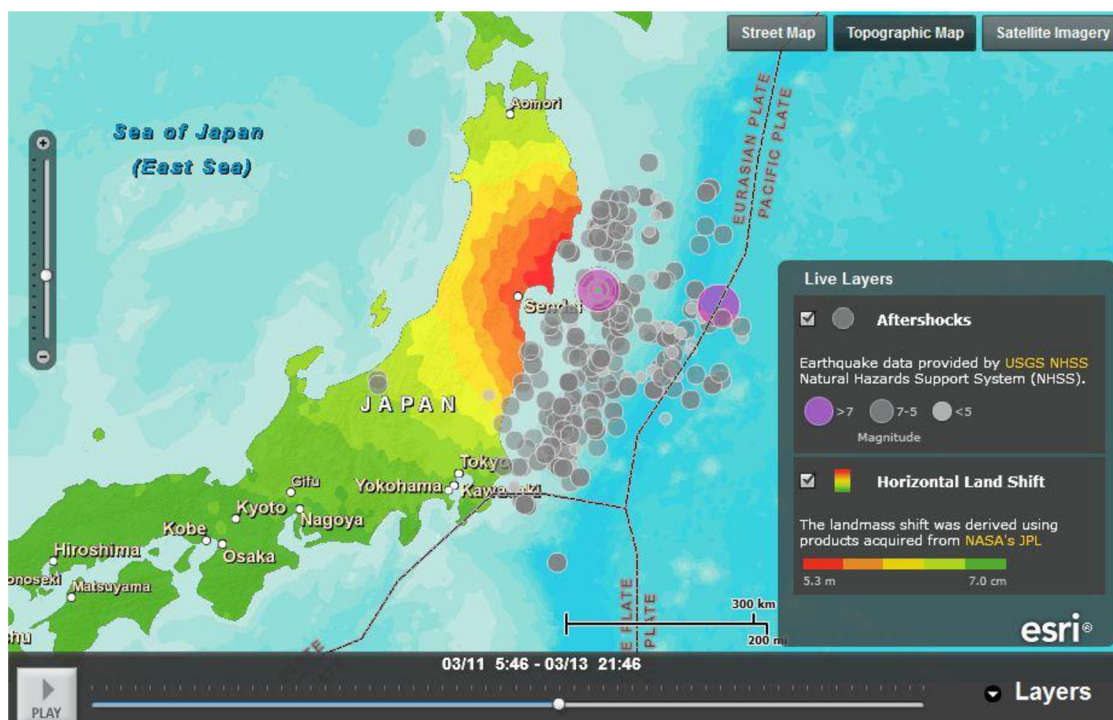 Street Map
Topographic Map
Satellite Imagery
Aomori
Sea of Japan
(East Sea)
EURASIAN PLATE
PACIFIC PLATE
Sendai
JAPAN
Tokyo
Yokohama
Kawasaki
Gifu
Kyoto
Nagoya
Kobe
Osaka
Hiroshima
onoseki
Matsuyama
shu
Live Layers
Aftershocks
Earthquake data provided by USGS NHSS
Natural Hazards Support System (NHSS).
>7 7-5 <5
Magnitude
Horizontal Land Shift
The landmass shift was derived using
products acquired from NASA's JPL
5.3 m 7.0 cm
300 km
200 mi
E PLATE
PLATE
esri®
03/11 5:46 - 03/13 21:46
PLAY
Layers